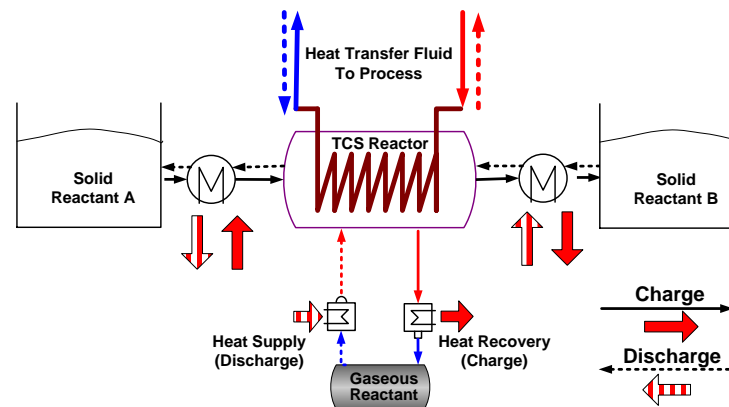 Heat Transfer Fluid
To Process
TCS Reactor
Solid
Reactant A
Solid
Reactant B
Heat Supply
(Discharge)
Heat Recovery
(Charge)
Gaseous
Reactant
Charge
Discharge